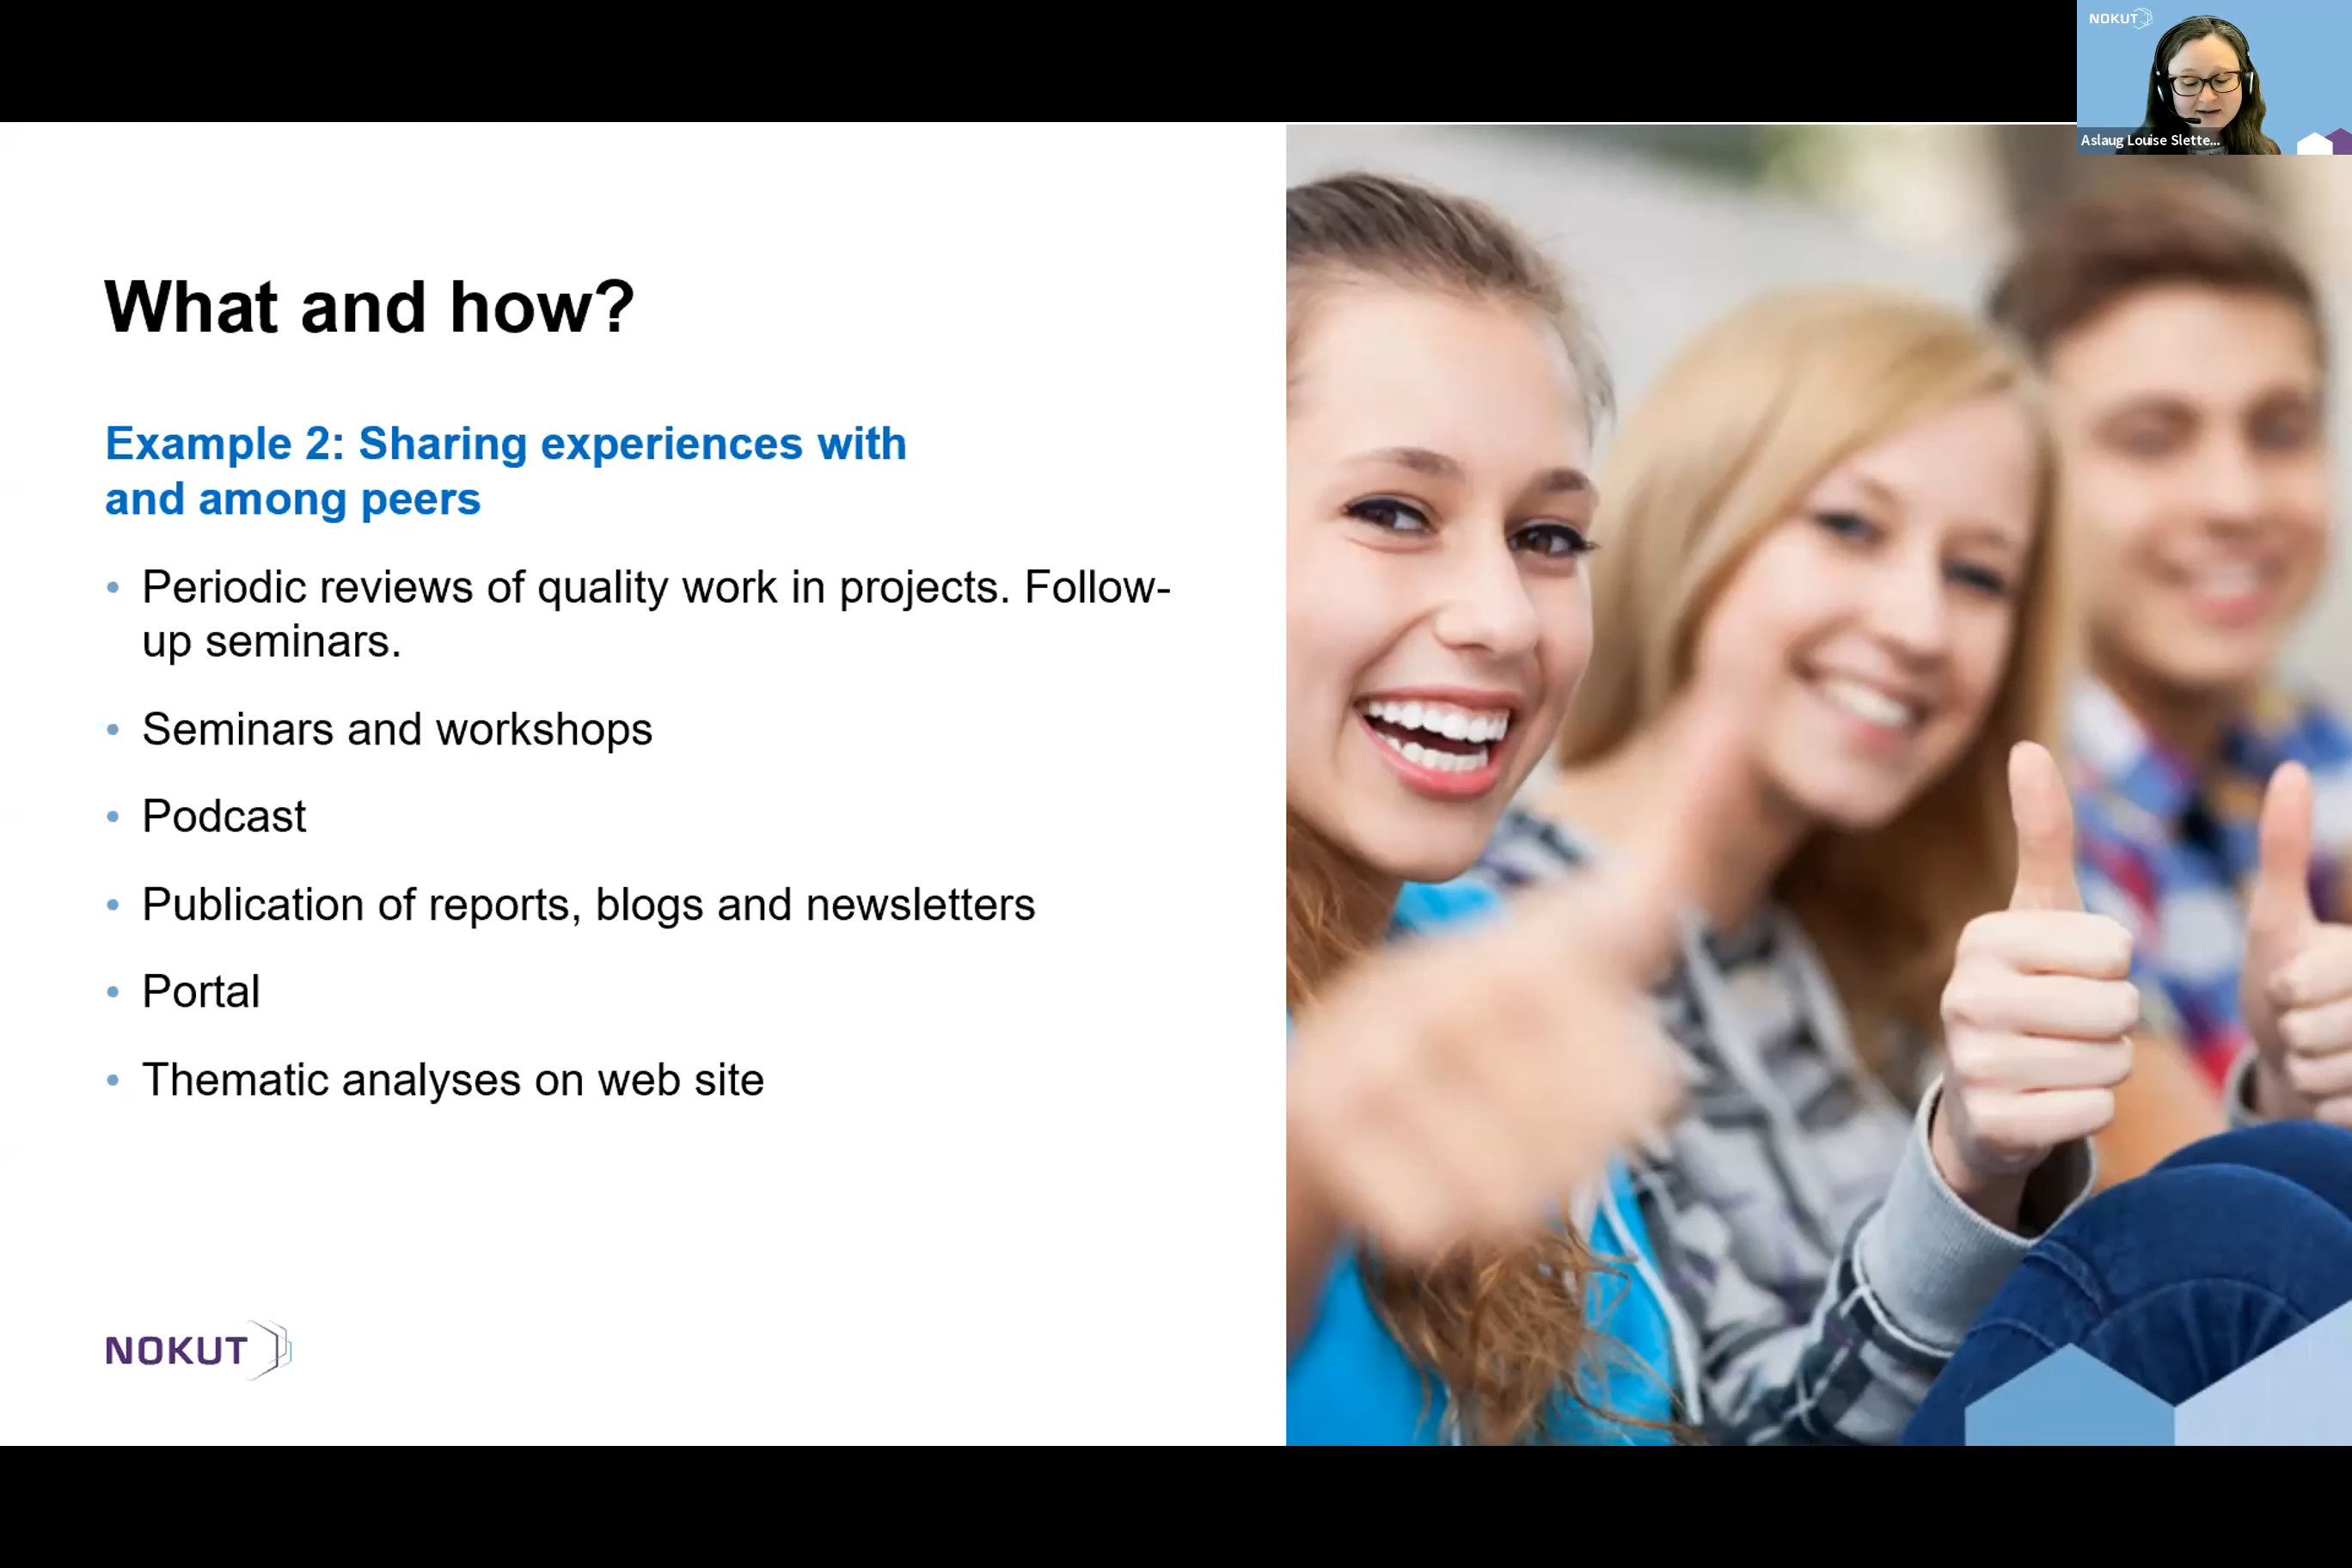 NOKUT
Aslaug Louise Slette...
What and how?
Example 2: Sharing experiences with
and among peers
• Periodic reviews of quality work in projects. Follow-
up seminars.
• Seminars and workshops
• Podcast
• Publication of reports, blogs and newsletters
• Portal
• Thematic analyses on web site
NOKUT